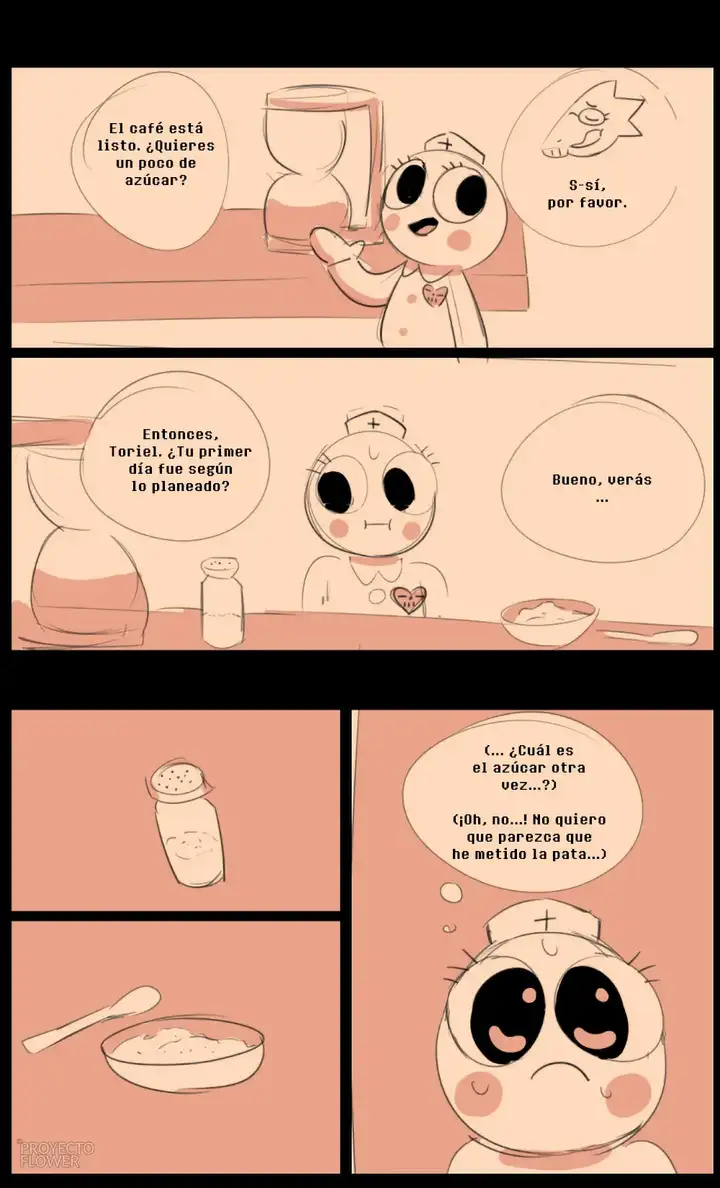 El café está
listo. ¿Quieres
un poco de
azúcar?
S-sí,
por favor.
Entonces,
Toriel. ¿Tu primer
día fue según
lo planeado?
Bueno, verás
...
(... ¿Cuál es
el azúcar otra
vez...?)
(¡Oh, no...! No quiero
que parezca que
he metido la pata...)
PROYECTO
FLOWER